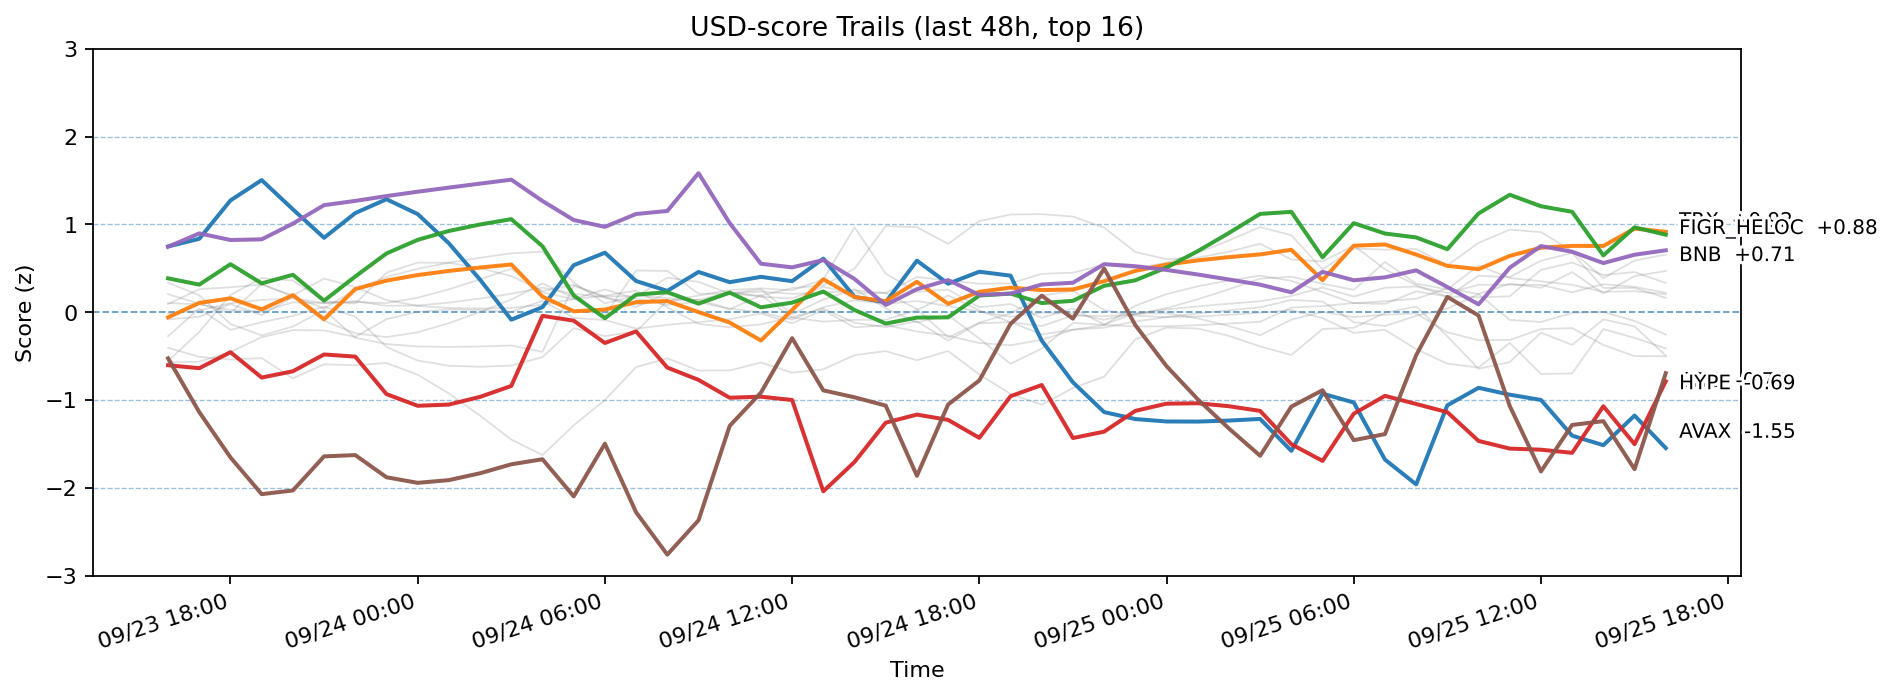 USD-score Trails (last 48h, top 16)
Score (z)
3
2
1
0
−1
−2
−3
FIGR_HELOC +0.88
BNB +0.71
HYPE -0.69
AVAX -1.55
09/23 18:00
09/24 00:00
09/24 06:00
09/24 12:00
09/24 18:00
09/25 00:00
09/25 06:00
09/25 12:00
09/25 18:00
Time